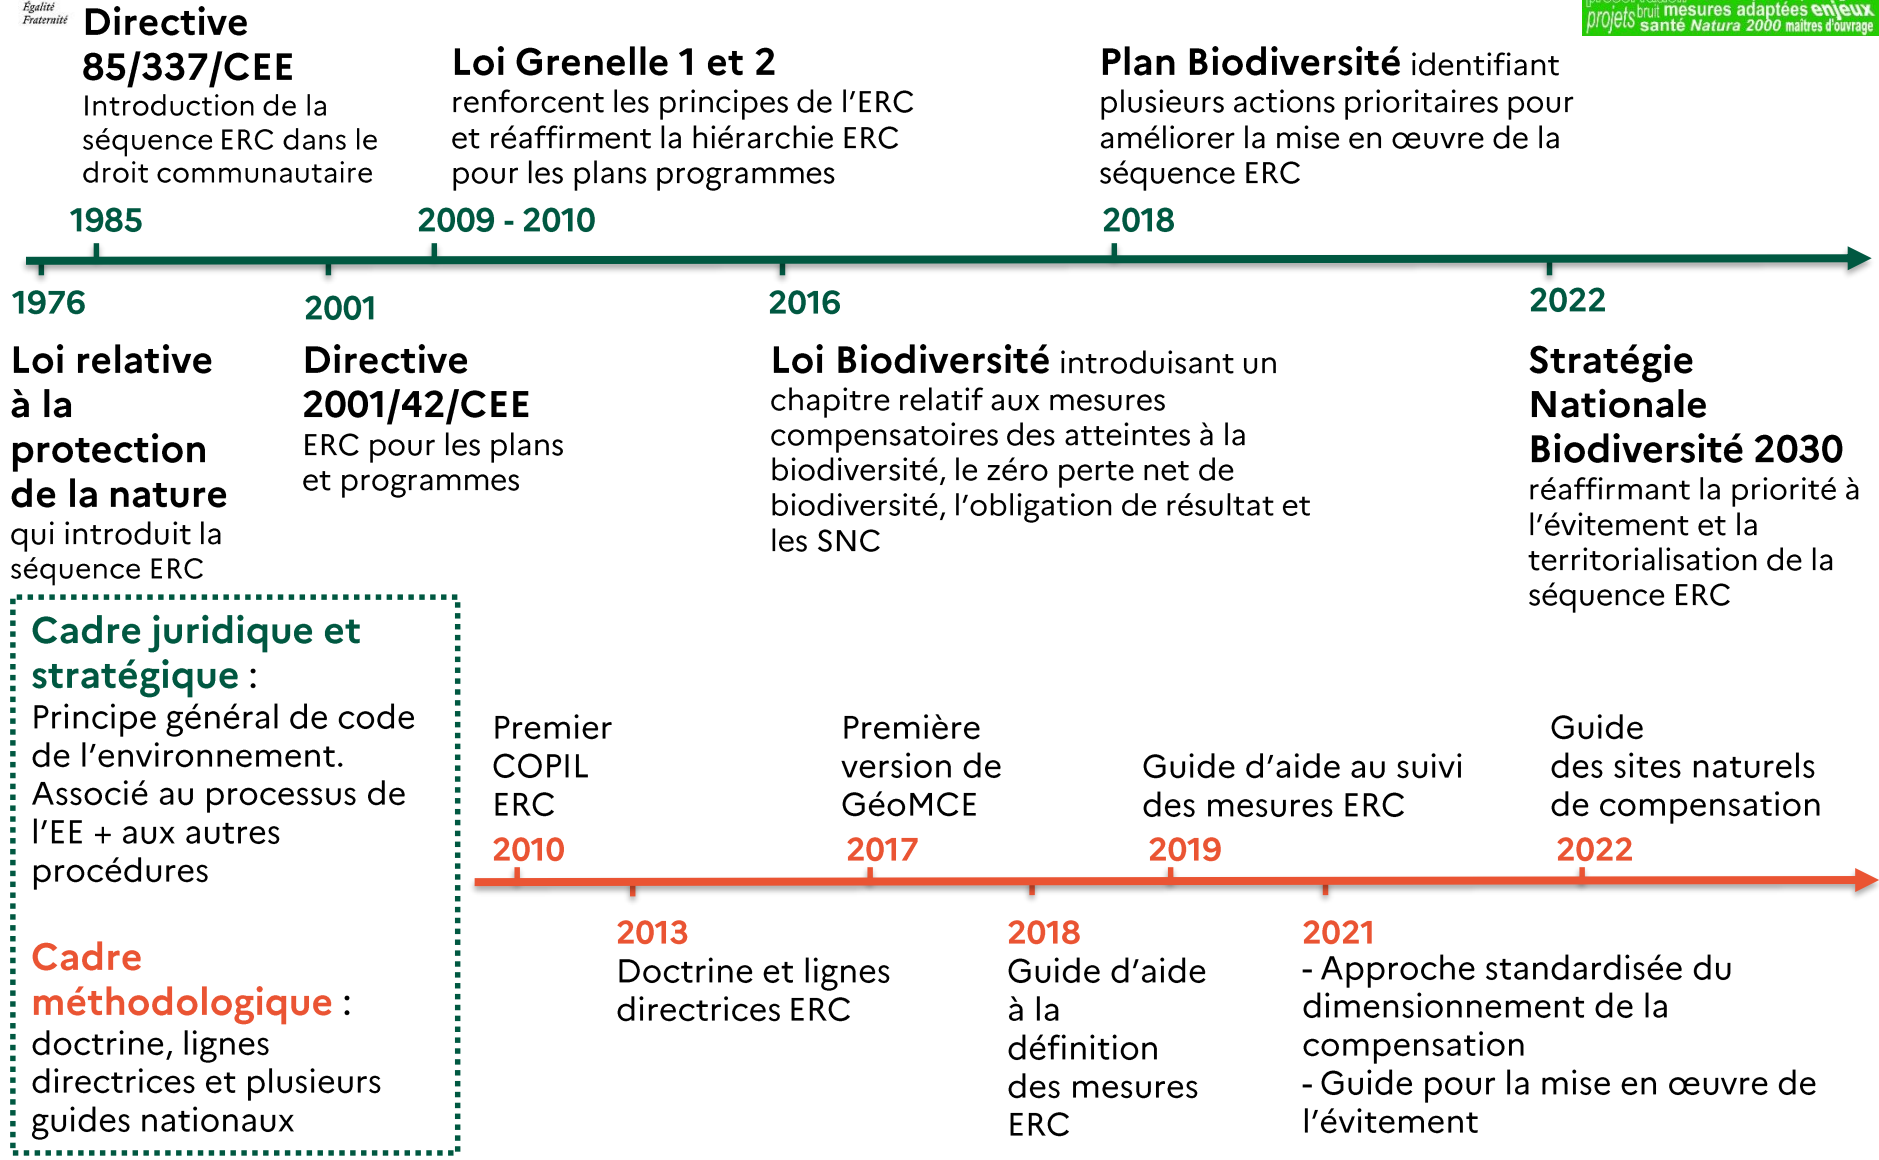 Égalité
Fraternité
projets bruit mesures adaptées enjeux
santé Natura 2000 maîtres d'ouvrage
Directive
85/337/CEE
Introduction de la
séquence ERC dans le
droit communautaire
1985
Loi Grenelle 1 et 2
renforcent les principes de l'ERC
et réaffirment la hiérarchie ERC
pour les plans programmes
2009 - 2010
Plan Biodiversité identifiant
plusieurs actions prioritaires pour
améliorer la mise en œuvre de la
séquence ERC
2018
1976
Loi relative
à la
protection
de la nature
qui introduit la
séquence ERC
2001
Directive
2001/42/CEE
ERC pour les plans
et programmes
2016
Loi Biodiversité introduisant un
chapitre relatif aux mesures
compensatoires des atteintes à la
biodiversité, le zéro perte net de
biodiversité, l'obligation de résultat et
les SNC
2022
Stratégie
Nationale
Biodiversité 2030
réaffirmant la priorité à
l'évitement et la
territorialisation de la
séquence ERC
Cadre juridique et
stratégique :
Principe général de code
de l'environnement.
Associé au processus de
l'EE + aux autres
procédures
Cadre
méthodologique :
doctrine, lignes
directrices et plusieurs
guides nationaux
Premier
COPIL
ERC
2010
Première
version de
GéoMCE
2017
Guide d'aide au suivi
des mesures ERC
2019
Guide
des sites naturels
de compensation
2022
2013
Doctrine et lignes
directrices ERC
2018
Guide d'aide
à la
définition
des mesures
ERC
2021
- Approche standardisée du
dimensionnement de la
compensation
- Guide pour la mise en œuvre de
l'évitement